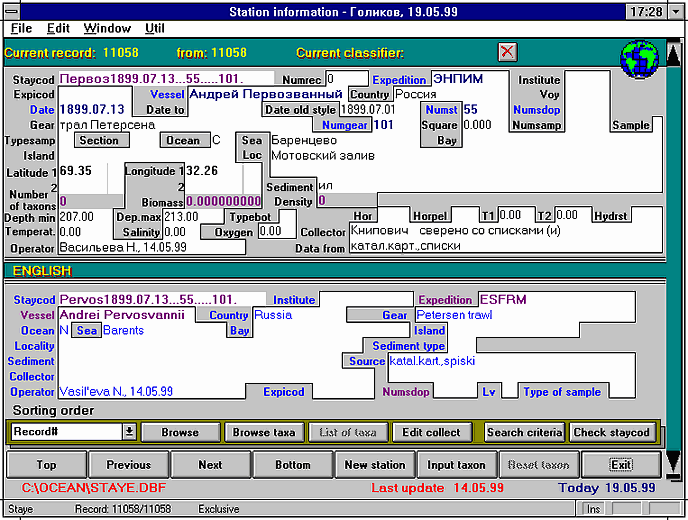 Station information - Голиков, 19.05.99 17:28
File Edit Window Util
Current record: 11058 from: 11058 Current classifier:
Staycod Первоз1899.07.13...55.....101. Numrec 0 Expedition ЭНПИМ Institute
Expicod Vessel Андрей Первозванный Country Россия Voy
Date 1899.07.13 Date to Date old style 1899.07.01 Numst 55 Numsdop
Gear трал Петерсена Numgear 101 Square 0.000 Numsamp Sample
Typesamp Section Ocean С Sea Баренцево Bay
Island Loc Мотовский залив
Latitude 1 69.35 Longitude 1 32.26
2 2 Sediment ил
Number of taxons 0 Biomass 0.000000000 Density 0
Depth min 207.00 Dep.max 213.00 Typebot Hor Horpel T1 0.00 T2 0.00 Hydrst
Temperat. 0.00 Salinity 0.00 Oxygen 0.00 Collector Книпович сверено со списками (и)
Operator Васильева Н., 14.05.99 Data from катал.карт.,списки
ENGLISH
Staycod Pervos1899.07.13...55.....101. Institute Expedition ESFRM
Vessel Andrei Pervosvannii Country Russia Gear Petersen trawl
Ocean N Sea Barents Bay Island
Locality Sediment type
Sediment Source katal.kart.,spiski
Collector
Operator Vasil'eva N., 14.05.99 Expicod Numsdop Lv Type of sample
Sorting order
Record# Browse Browse taxa List of taxa Edit collect Search criteria Check staycod
Top Previous Next Bottom New station Input taxon Reset taxon Exit
C:\OCEAN\STAYE.DBF Last update 14.05.99 Today 19.05.99
Staye Record: 11058/11058 Exclusive Ins